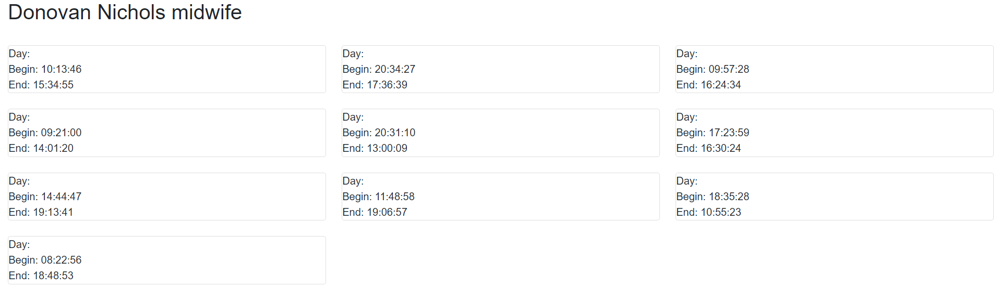 Donovan Nichols midwife
Day:
Begin: 10:13:46
End: 15:34:55
Day:
Begin: 20:34:27
End: 17:36:39
Day:
Begin: 09:57:28
End: 16:24:34
Day:
Begin: 09:21:00
End: 14:01:20
Day:
Begin: 20:31:10
End: 13:00:09
Day:
Begin: 17:23:59
End: 16:30:24
Day:
Begin: 14:44:47
End: 19:13:41
Day:
Begin: 11:48:58
End: 19:06:57
Day:
Begin: 18:35:28
End: 10:55:23
Day:
Begin: 08:22:56
End: 18:48:53